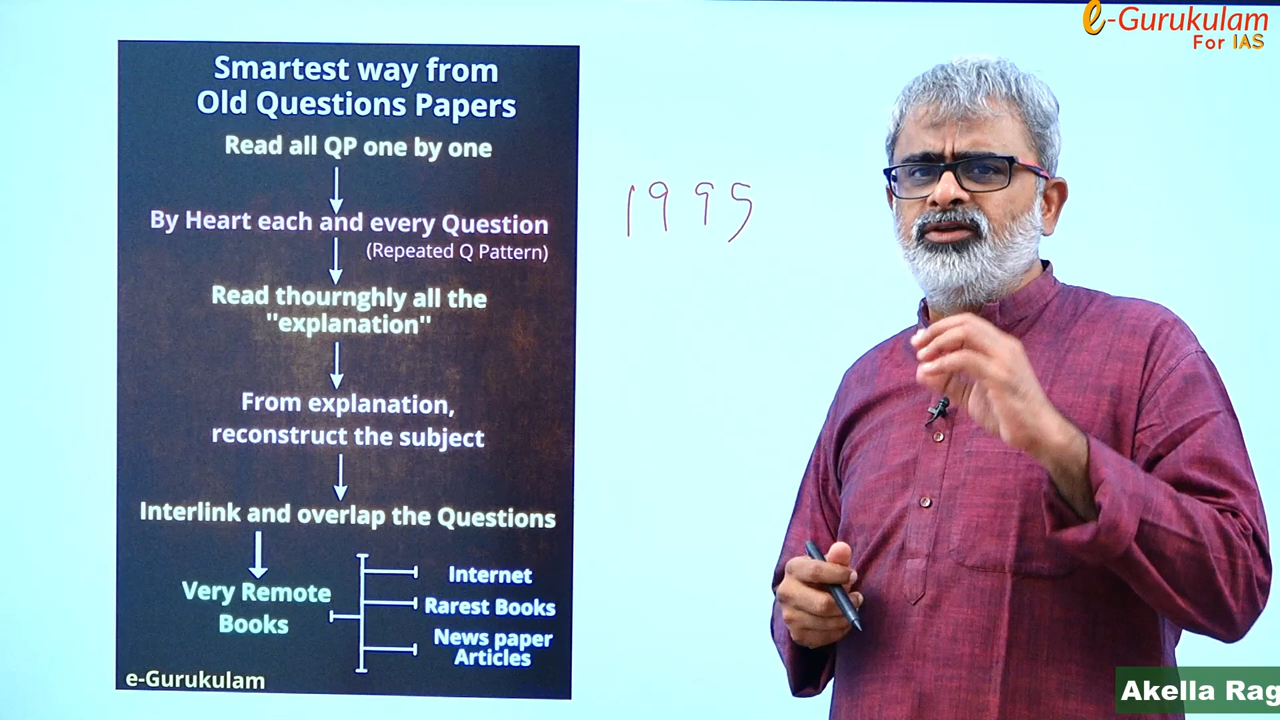 e-Gurukulam
For IAS
Smartest way from
Old Questions Papers
Read all QP one by one
By Heart each and every Question
(Repeated Q Pattern)
Read thournghly all the
"explanation"
From explanation,
reconstruct the subject
Interlink and overlap the Questions
Very Remote
Books
Internet
Rarest Books
News paper
Articles
e-Gurukulam
1995
Akella Rag